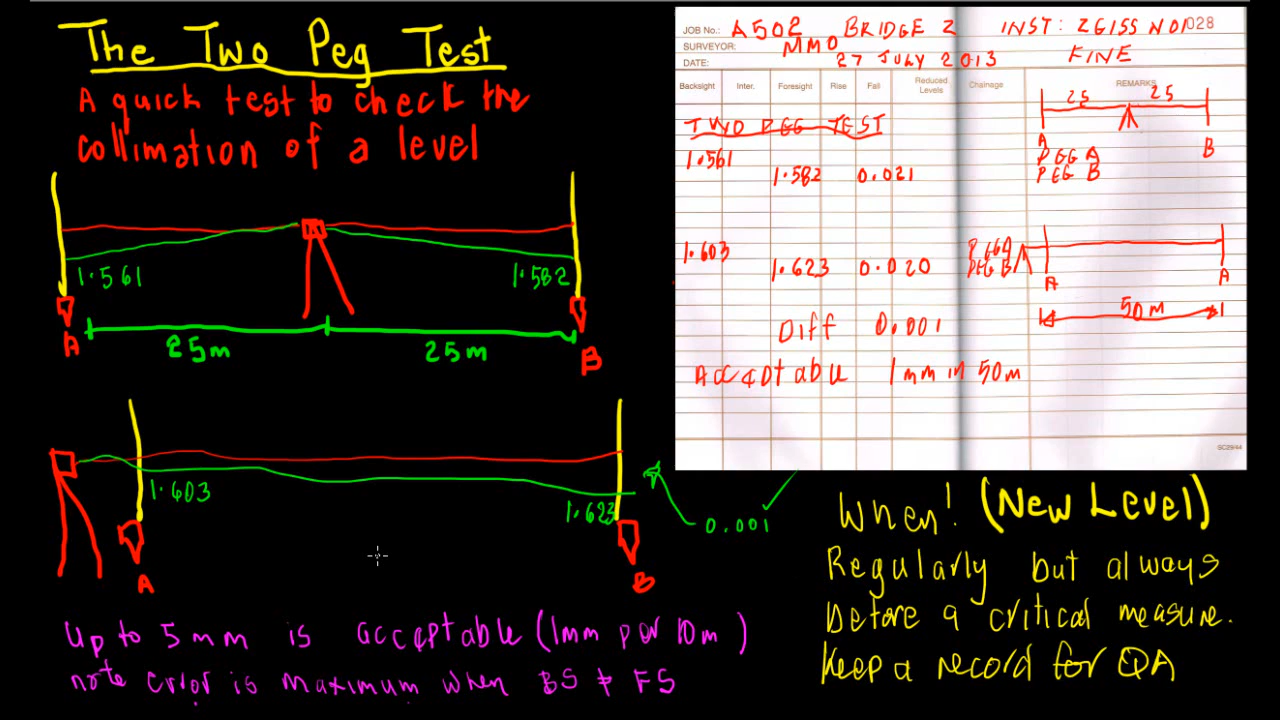 The Two Peg Test
A quick test to check the
collimation of a level
1.561
1.582
A
25m
25m
B
1.603
1.623
0.001
A
B
Up to 5mm is acceptable (1mm per 10m)
note error is maximum when BS ≠ FS
JOB No.: A502 BRIDGE 2 INST: ZEISS NO1028
SURVEYOR: MMO FINE
DATE: 27 JULY 2013
Backsight Inter. Foresight Rise Fall Reduced Levels Chainage REMARKS
25 25
TWO PEG TEST
A B
1.561 PEG A
1.582 0.021 PEG B
1.603 PEG A
1.623 0.020 PEG B
A A
50m
Diff 0.001
Acceptable 1mm in 50m
SC29/44
When! (New Level)
Regularly but always
Before a critical measure.
Keep a record for QA